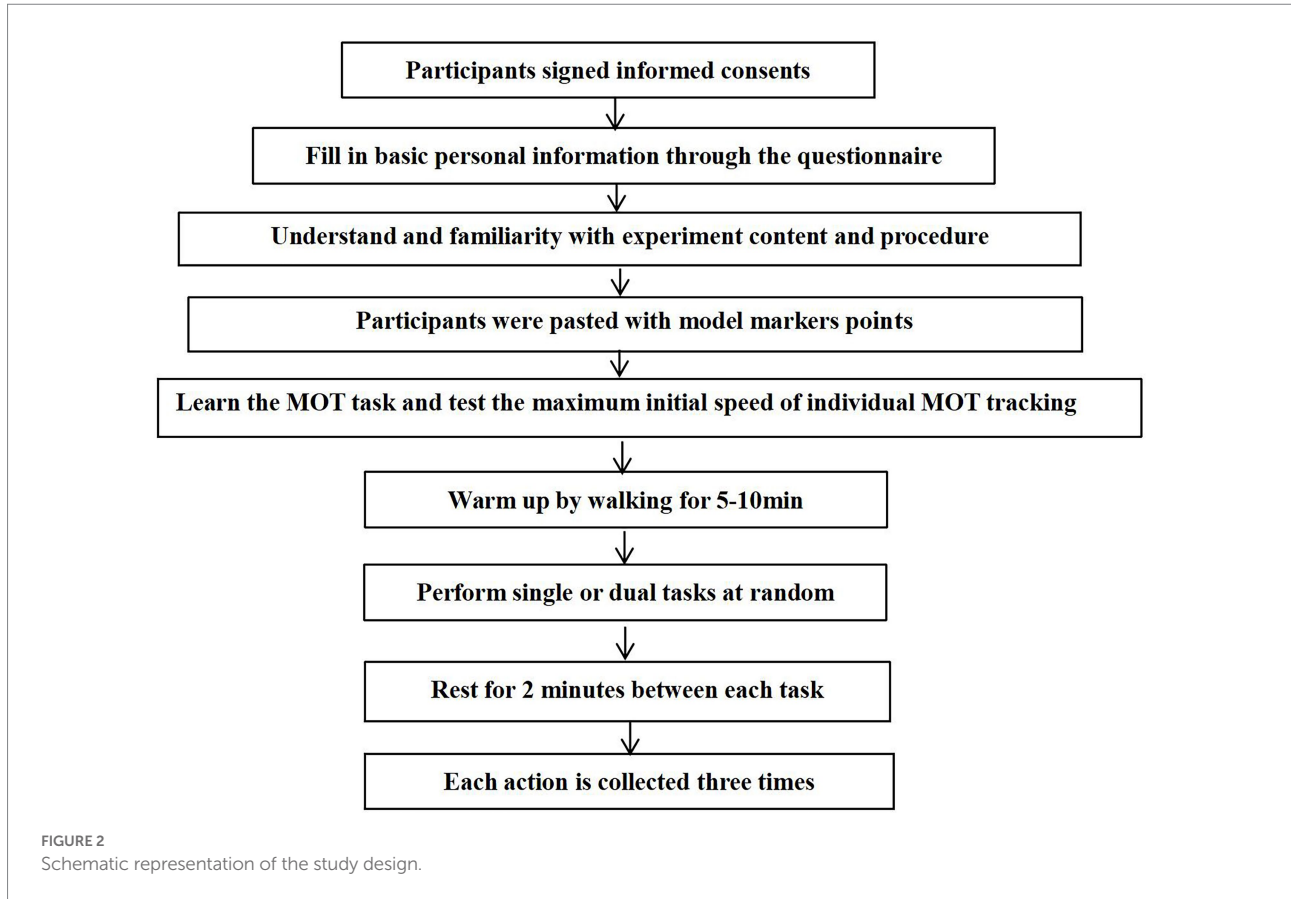 Participants signed informed consents
Fill in basic personal information through the questionnaire
Understand and familiarity with experiment content and procedure
Participants were pasted with model markers points
Learn the MOT task and test the maximum initial speed of individual MOT tracking
Warm up by walking for 5-10min
Perform single or dual tasks at random
Rest for 2 minutes between each task
Each action is collected three times
FIGURE 2
Schematic representation of the study design.